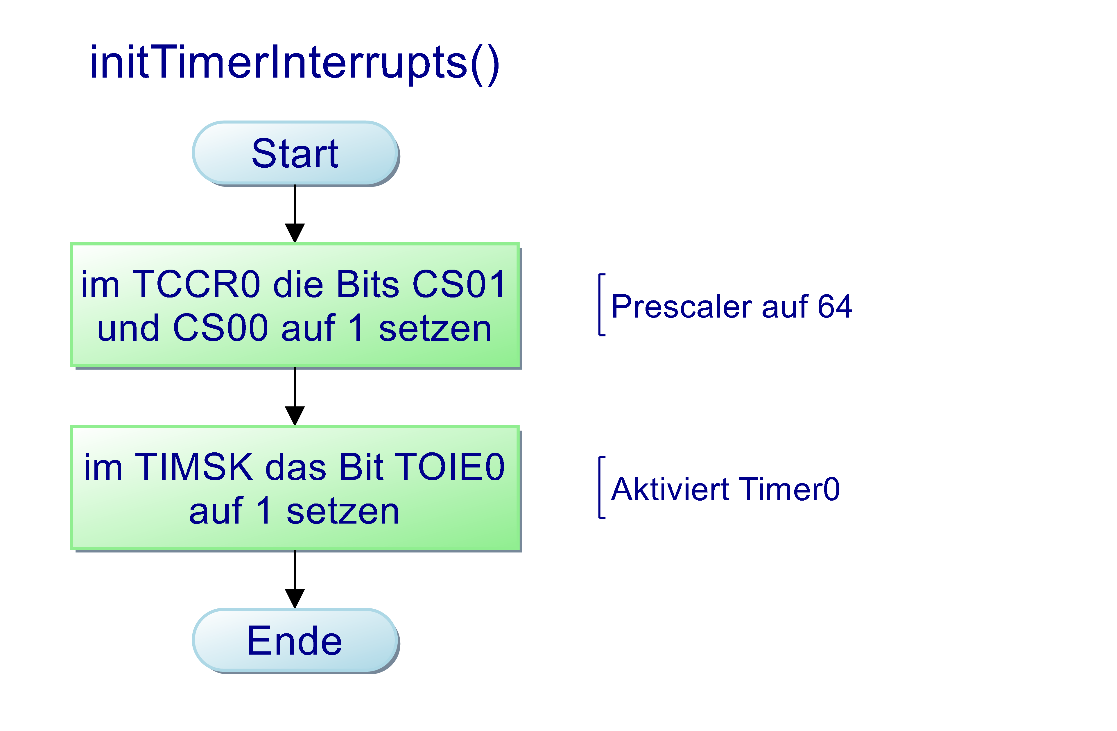 initTimerInterrupts()
Start
im TCCR0 die Bits CS01
und CS00 auf 1 setzen
Prescaler auf 64
im TIMSK das Bit TOIE0
auf 1 setzen
Aktiviert Timer0
Ende